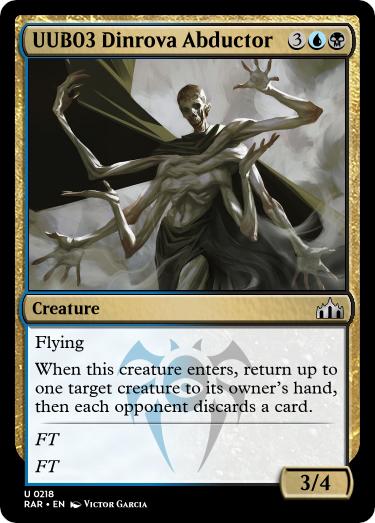 UUB03 Dinrova Abductor 3
Creature
Flying
When this creature enters, return up to
one target creature to its owner's hand,
then each opponent discards a card.
FT
FT
3/4
U 0218
RAR • EN Victor Garcia